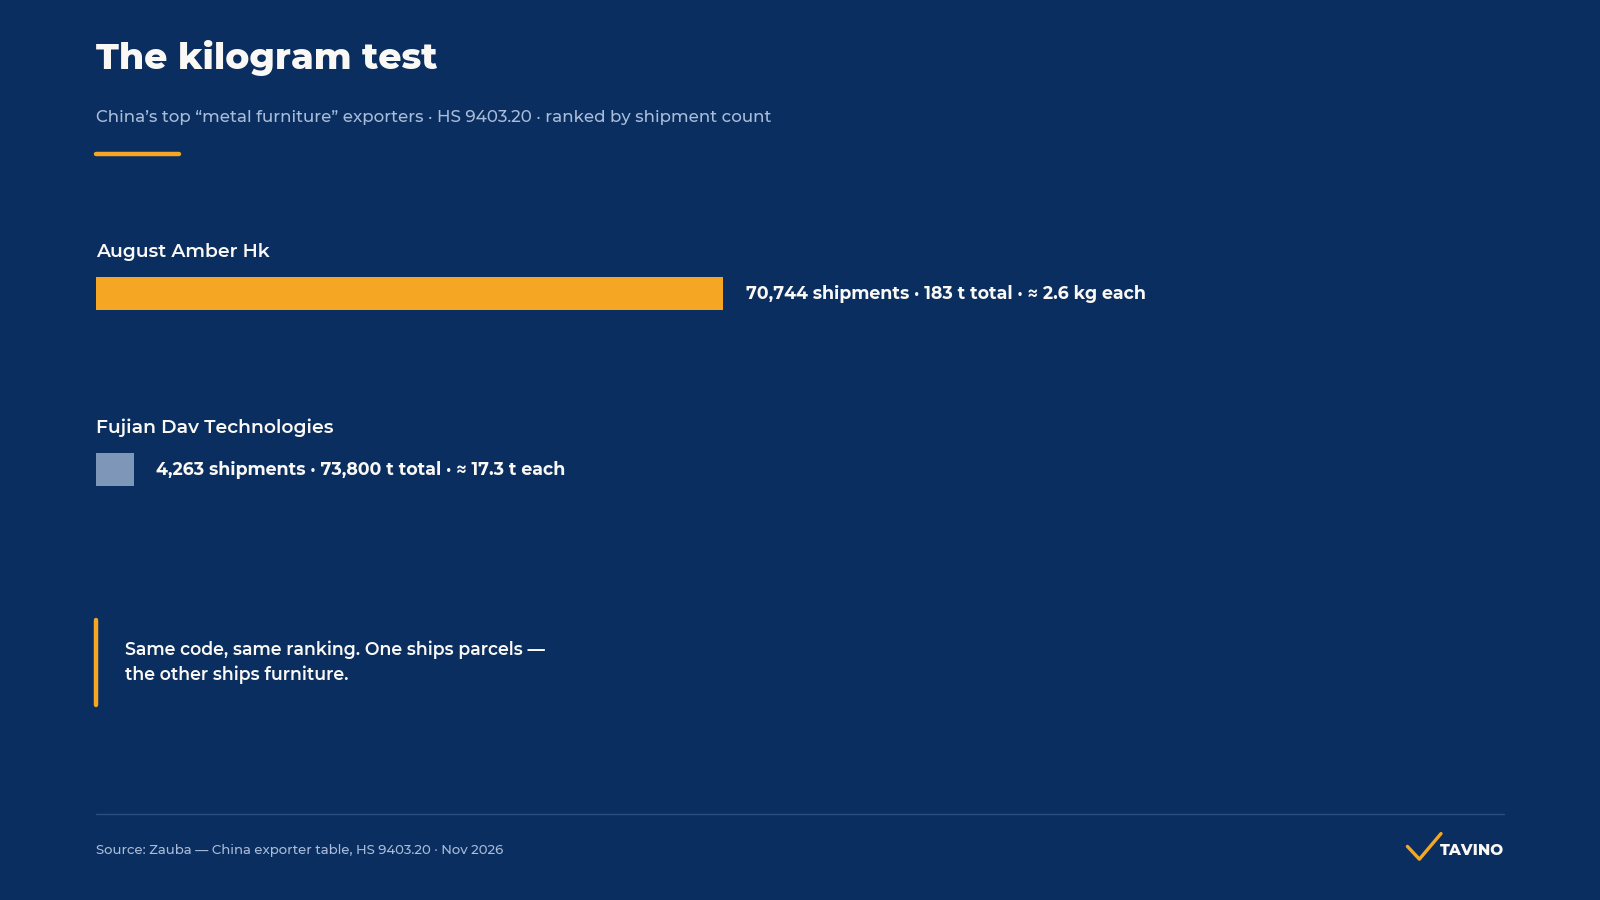 The kilogram test
China’s top “metal furniture” exporters · HS 9403.20 · ranked by shipment count
August Amber Hk
70,744 shipments · 183 t total · ≈ 2.6 kg each
Fujian Dav Technologies
4,263 shipments · 73,800 t total · ≈ 17.3 t each
Same code, same ranking. One ships parcels —
the other ships furniture.
Source: Zauba — China exporter table, HS 9403.20 · Nov 2026
TAVINO